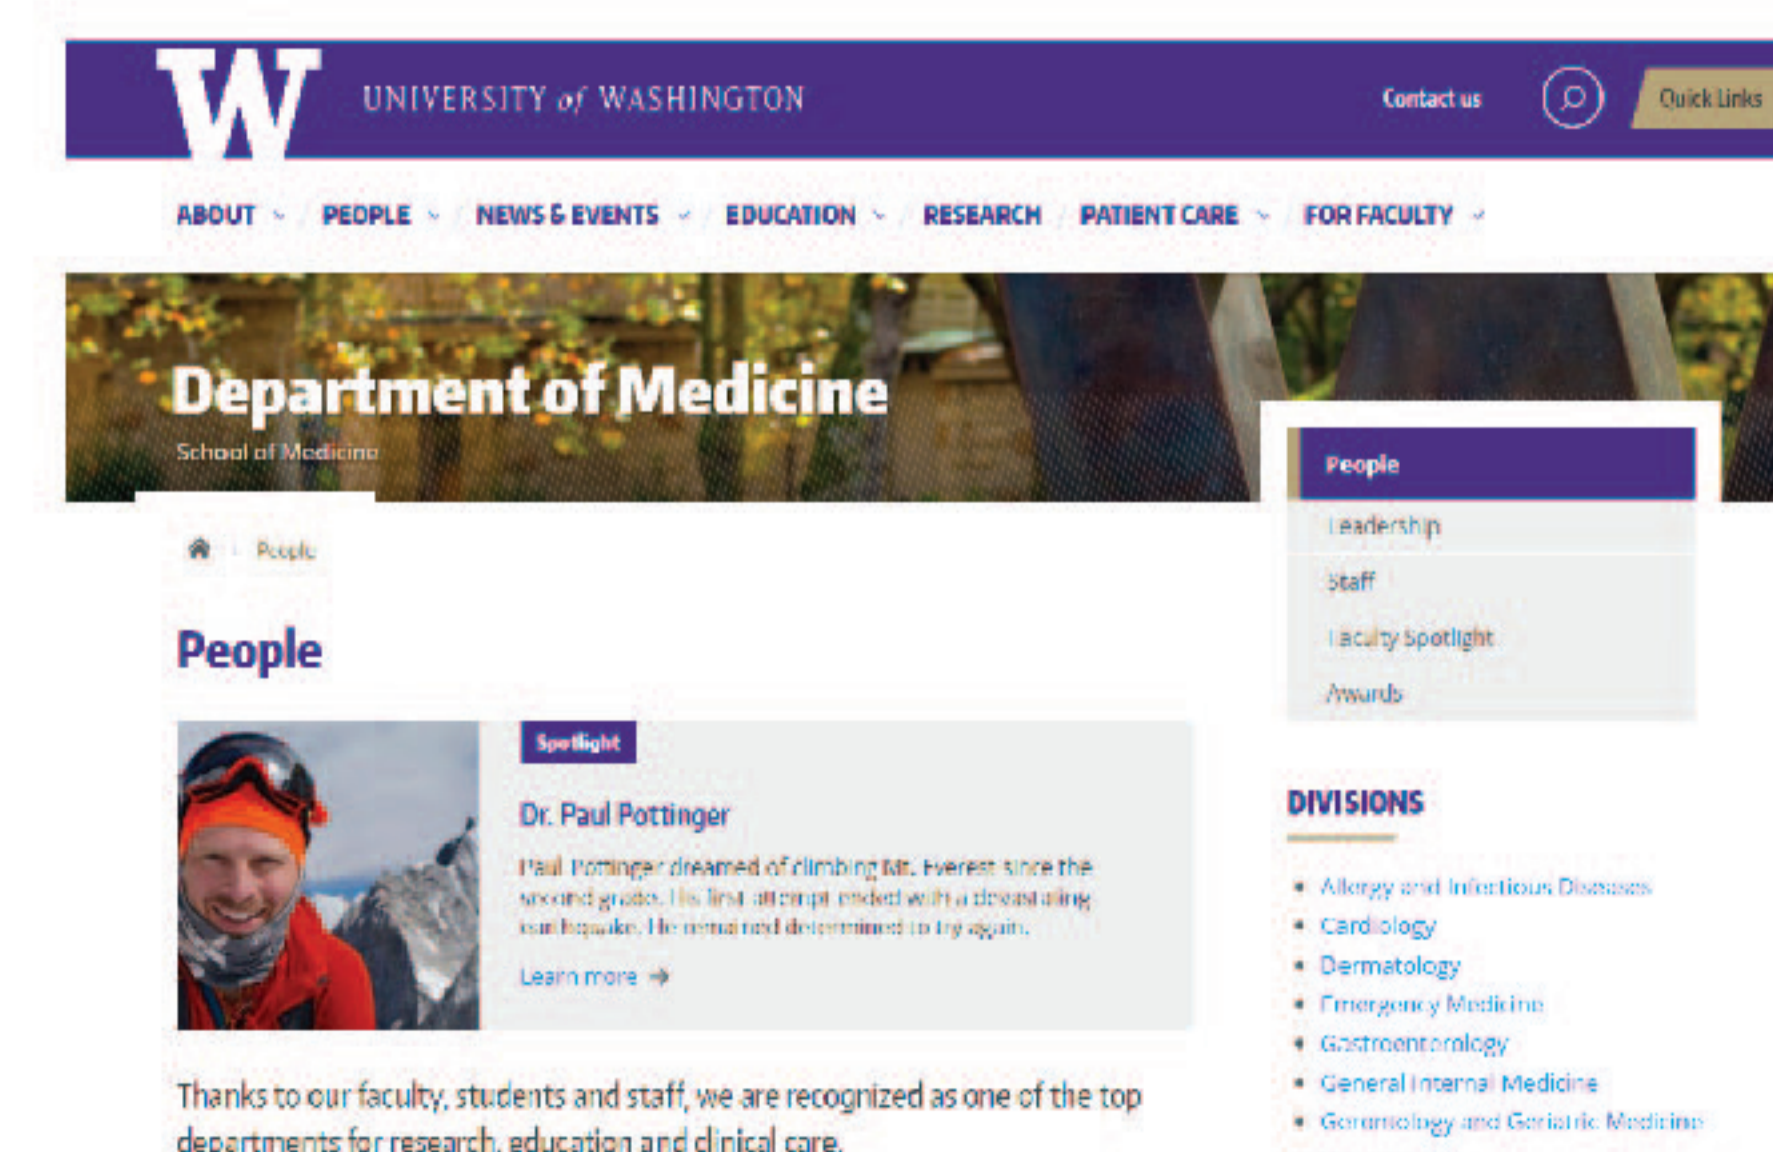 W
UNIVERSITY of WASHINGTON
Contact us
Quick Links
ABOUT / PEOPLE / NEWS & EVENTS / EDUCATION / RESEARCH / PATIENT CARE / FOR FACULTY
Department of Medicine
School of Medicine
People
People
Spotlight
Dr. Paul Pottinger
Paul Pottinger dreamed of climbing Mt. Everest since the
second grade. His first attempt ended with a devastating
earthquake. He remained determined to try again.
Learn more →
Thanks to our faculty, students and staff, we are recognized as one of the top
departments for research, education and clinical care.
People
Leadership
Staff
Faculty Spotlight
Awards
DIVISIONS
• Allergy and Infectious Diseases
• Cardiology
• Dermatology
• Emergency Medicine
• Gastroenterology
• General Internal Medicine
• Gerontology and Geriatric Medicine